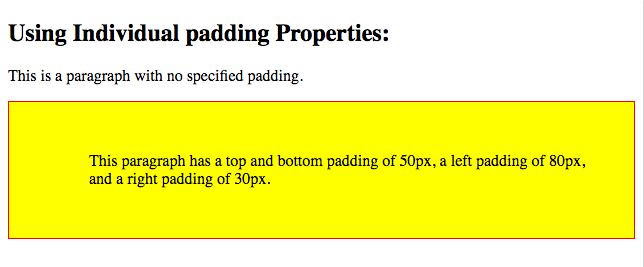 Using Individual padding Properties:
This is a paragraph with no specified padding.
This paragraph has a top and bottom padding of 50px, a left padding of 80px,
and a right padding of 30px.